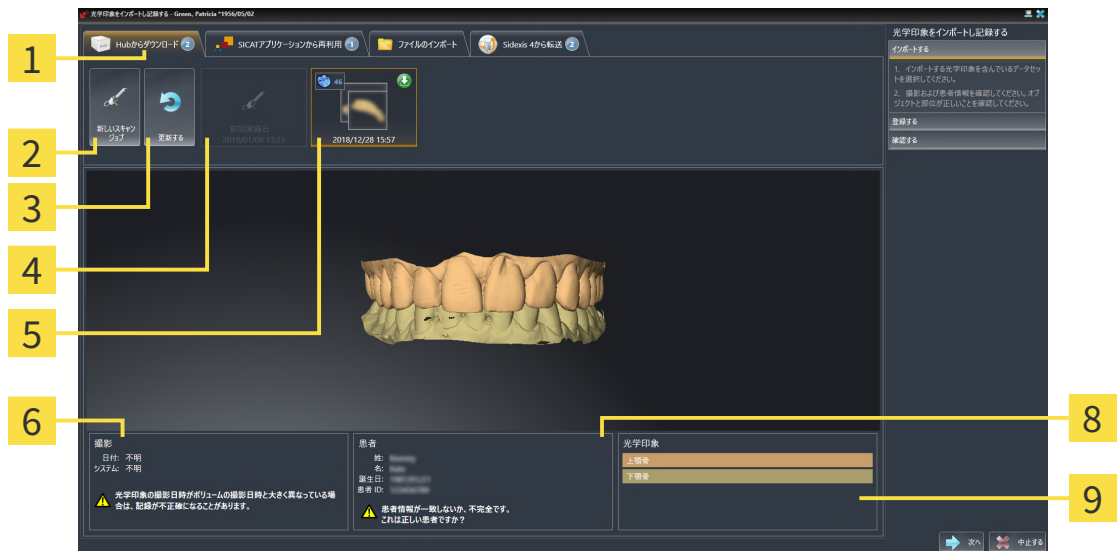 光学印象をインポートし記録する - Green, Patricia *1956/05/02
Hubからダウンロード 2
SICATアプリケーションから再利用 1
ファイルのインポート
Sidexis 4から転送 2
新しいスキャン
ジョブ
更新する
前回実施日：
2019/01/08 13:21
46
2018/12/28 15:57
光学印象をインポートし記録する
インポートする
1. インポートする光学印象を含んでいるデータセッ
トを選択してください。
2. 撮影および患者情報を確認してください。オブ
ジェクトと部位が正しいことを確認してください。
登録する
確認する
1
2
3
4
5
6
8
9
撮影
日付: 不明
システム: 不明
光学印象の撮影日時がボリュームの撮影日時と大きく異なっている場
合は、記録が不正確になることがあります。
患者
姓:
名:
誕生日:
患者 ID:
患者情報が一致しないか、不完全です。
これは正しい患者ですか？
光学印象
上顎骨
下顎骨
次へ
中止する